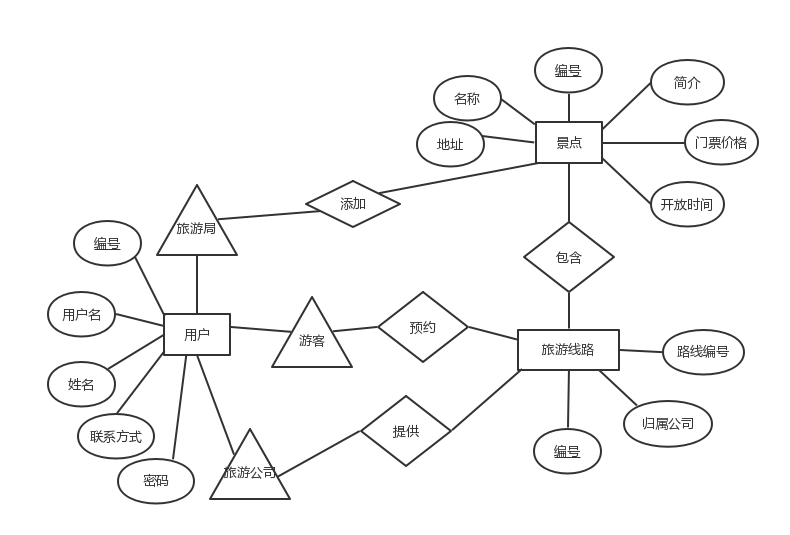 编号
简介
名称
门票价格
景点
地址
开放时间
添加
旅游局
编号
包含
用户名
用户
游客
预约
旅游线路
路线编号
姓名
归属公司
联系方式
提供
编号
旅游公司
密码